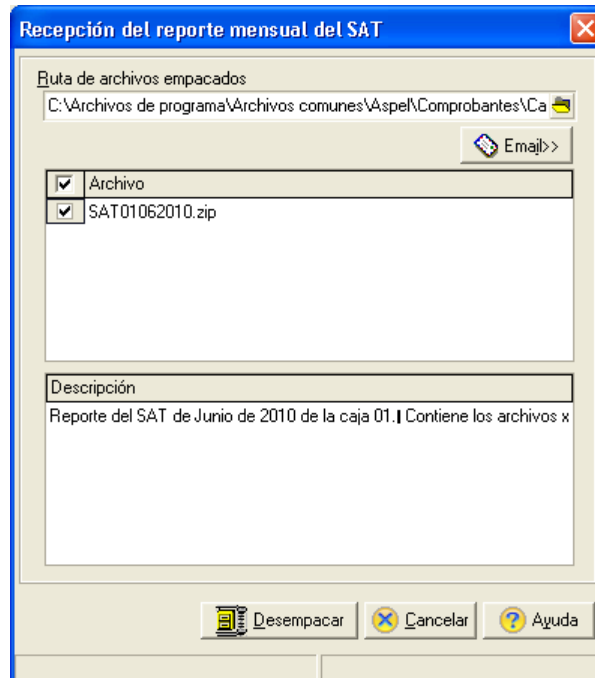 Recepción del reporte mensual del SAT
Ruta de archivos empacados
C:\Archivos de programa\Archivos comunes\Aspel\Comprobantes\Ca
Email>>
Archivo
SAT01062010.zip
Descripción
Reporte del SAT de Junio de 2010 de la caja 01. Contiene los archivos x
Desempacar Cancelar Ayuda